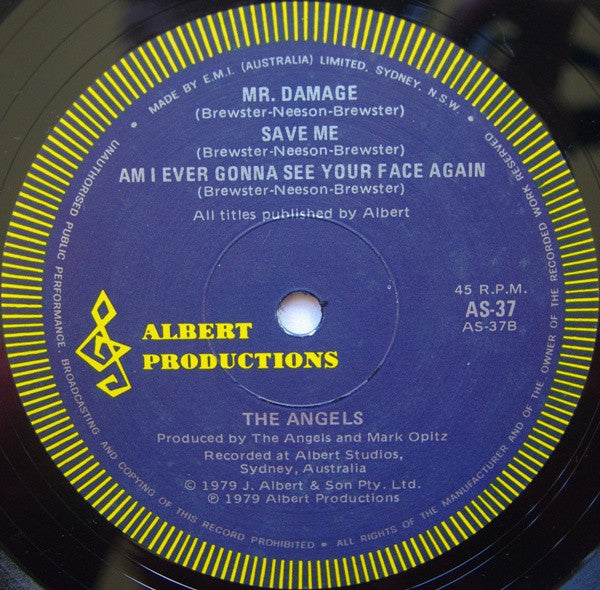 • MADE BY E.M.I. (AUSTRALIA) LIMITED, SYDNEY, N.S.W. •
MR. DAMAGE
(Brewster-Neeson-Brewster)
SAVE ME
(Brewster-Neeson-Brewster)
AM I EVER GONNA SEE YOUR FACE AGAIN
(Brewster-Neeson-Brewster)
All titles published by Albert
45 R.P.M.
AS-37
AS-37B
ALBERT
PRODUCTIONS
THE ANGELS
Produced by The Angels and Mark Opitz
Recorded at Albert Studios,
Sydney, Australia
© 1979 J. Albert & Son Pty. Ltd.
℗ 1979 Albert Productions
UNAUTHORISED PUBLIC PERFORMANCE, BROADCASTING AND COPYING OF THIS RECORD PROHIBITED • ALL RIGHTS OF THE MANUFACTURER AND OF THE OWNER OF THE RECORDED WORK RESERVED